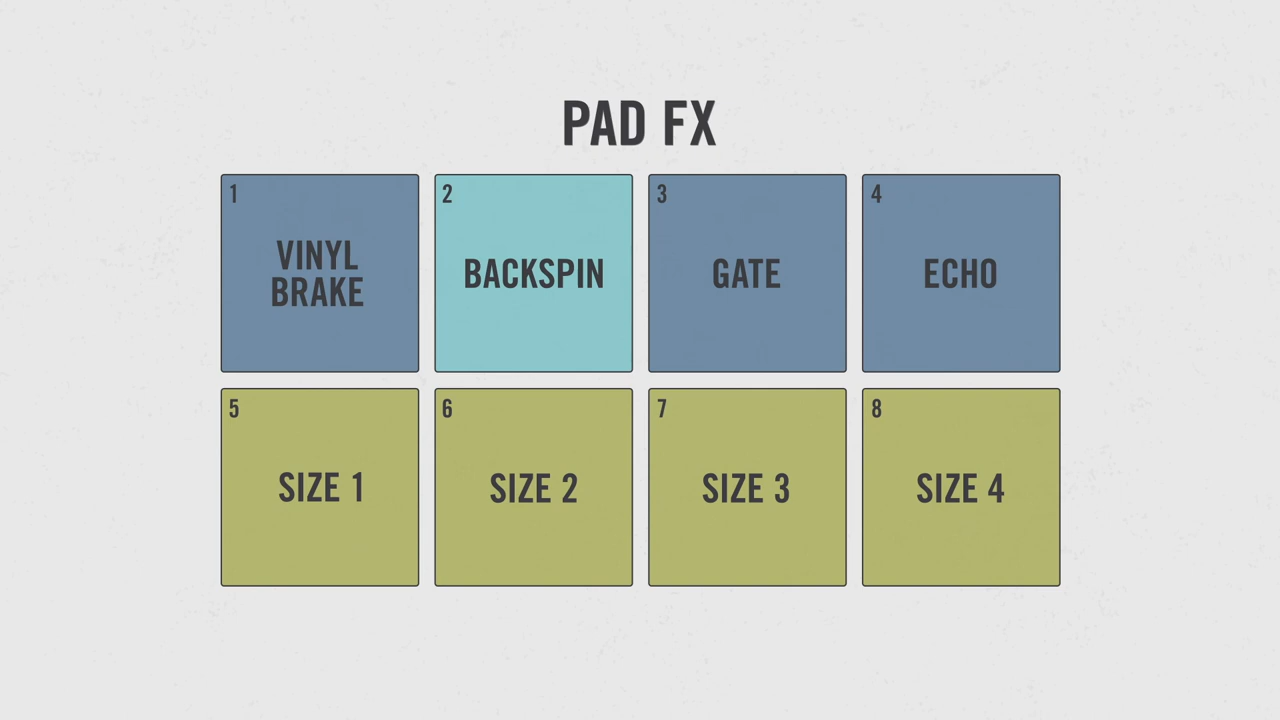 PAD FX
1
VINYL
BRAKE
2
BACKSPIN
3
GATE
4
ECHO
5
SIZE 1
6
SIZE 2
7
SIZE 3
8
SIZE 4